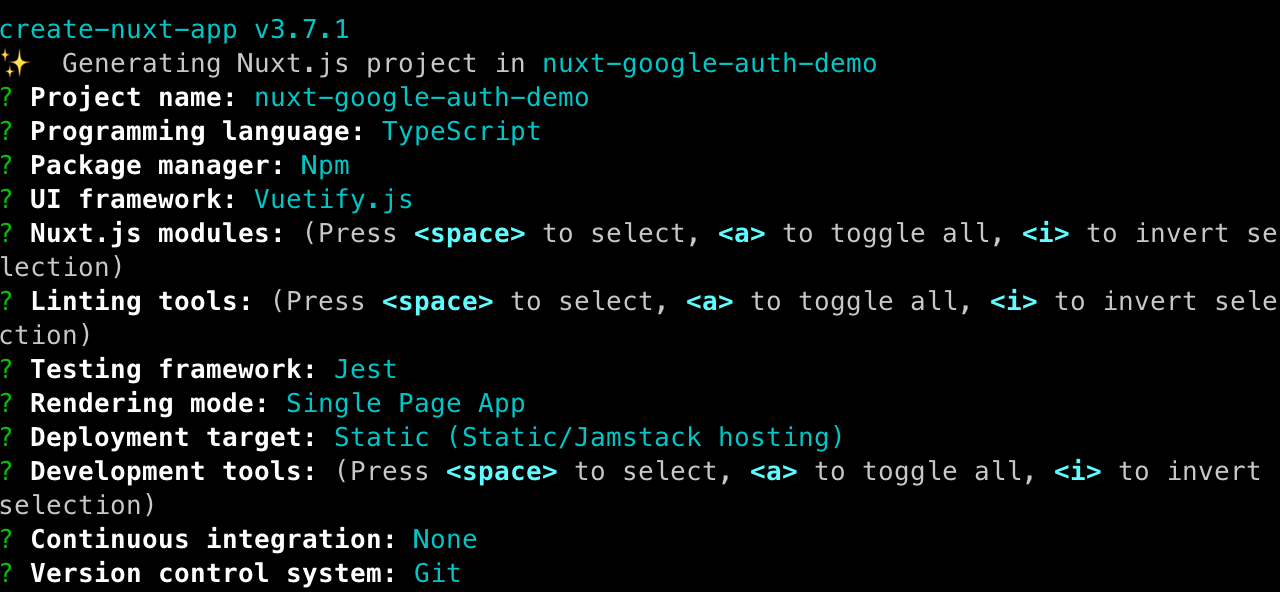 create-nuxt-app v3.7.1
✨  Generating Nuxt.js project in nuxt-google-auth-demo
? Project name: nuxt-google-auth-demo
? Programming language: TypeScript
? Package manager: Npm
? UI framework: Vuetify.js
? Nuxt.js modules: (Press <space> to select, <a> to toggle all, <i> to invert se
lection)
? Linting tools: (Press <space> to select, <a> to toggle all, <i> to invert sele
ction)
? Testing framework: Jest
? Rendering mode: Single Page App
? Deployment target: Static (Static/Jamstack hosting)
? Development tools: (Press <space> to select, <a> to toggle all, <i> to invert
selection)
? Continuous integration: None
? Version control system: Git